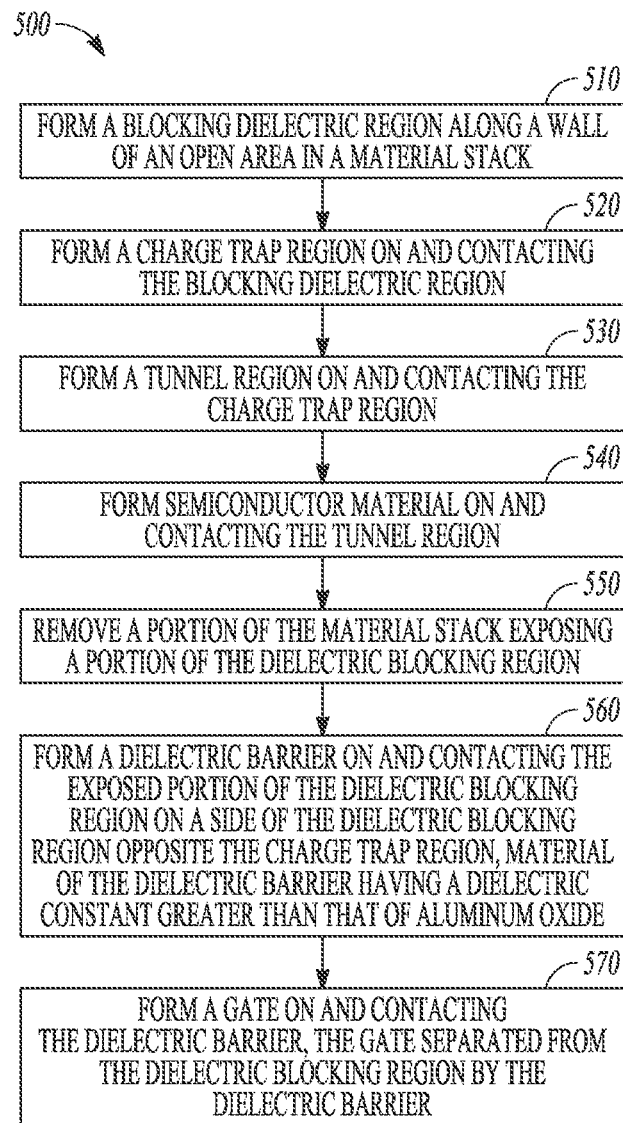 500
510
FORM A BLOCKING DIELECTRIC REGION ALONG A WALL
OF AN OPEN AREA IN A MATERIAL STACK
520
FORM A CHARGE TRAP REGION ON AND CONTACTING
THE BLOCKING DIELECTRIC REGION
530
FORM A TUNNEL REGION ON AND CONTACTING THE
CHARGE TRAP REGION
540
FORM SEMICONDUCTOR MATERIAL ON AND
CONTACTING THE TUNNEL REGION
550
REMOVE A PORTION OF THE MATERIAL STACK EXPOSING
A PORTION OF THE DIELECTRIC BLOCKING REGION
560
FORM A DIELECTRIC BARRIER ON AND CONTACTING THE
EXPOSED PORTION OF THE DIELECTRIC BLOCKING
REGION ON A SIDE OF THE DIELECTRIC BLOCKING
REGION OPPOSITE THE CHARGE TRAP REGION, MATERIAL
OF THE DIELECTRIC BARRIER HAVING A DIELECTRIC
CONSTANT GREATER THAN THAT OF ALUMINUM OXIDE
570
FORM A GATE ON AND CONTACTING
THE DIELECTRIC BARRIER, THE GATE SEPARATED FROM
THE DIELECTRIC BLOCKING REGION BY THE
DIELECTRIC BARRIER